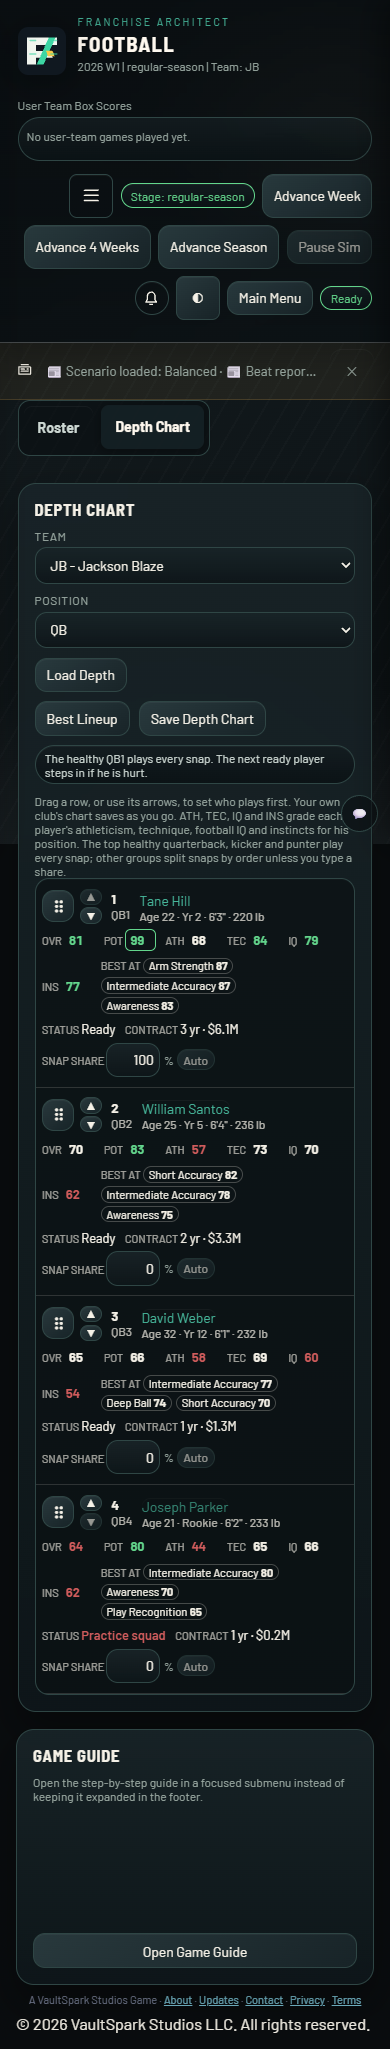 FRANCHISE ARCHITECT
FOOTBALL
2026 W1 | regular-season | Team: JB
User Team Box Scores
No user-team games played yet.
Stage: regular-season
Advance Week
Advance 4 Weeks
Advance Season
Pause Sim
Main Menu
Ready
Scenario loaded: Balanced · Beat repor...
Roster
Depth Chart
DEPTH CHART
TEAM
JB - Jackson Blaze
POSITION
QB
Load Depth
Best Lineup
Save Depth Chart
The healthy QB1 plays every snap. The next ready player
steps in if he is hurt.
Drag a row, or use its arrows, to set who plays first. Your own
club's chart saves as you go. ATH, TEC, IQ and INS grade each
player's athleticism, technique, football IQ and instincts for his
position. The top healthy quarterback, kicker and punter play
every snap; other groups split snaps by order unless you type a
share.
1 Tane Hill
QB1 Age 22 · Yr 2 · 6'3" · 220 lb
OVR 81 POT 99 ATH 68 TEC 84 IQ 79
INS 77 BEST AT Arm Strength 87
Intermediate Accuracy 87
Awareness 83
STATUS Ready CONTRACT 3 yr · $6.1M
SNAP SHARE 100 % Auto
2 William Santos
QB2 Age 25 · Yr 5 · 6'4" · 236 lb
OVR 70 POT 83 ATH 57 TEC 73 IQ 70
INS 62 BEST AT Short Accuracy 82
Intermediate Accuracy 78
Awareness 75
STATUS Ready CONTRACT 2 yr · $3.3M
SNAP SHARE 0 % Auto
3 David Weber
QB3 Age 32 · Yr 12 · 6'1" · 232 lb
OVR 65 POT 66 ATH 58 TEC 69 IQ 60
INS 54 BEST AT Intermediate Accuracy 77
Deep Ball 74 Short Accuracy 70
STATUS Ready CONTRACT 1 yr · $1.3M
SNAP SHARE 0 % Auto
4 Joseph Parker
QB4 Age 21 · Rookie · 6'2" · 233 lb
OVR 64 POT 80 ATH 44 TEC 65 IQ 66
INS 62 BEST AT Intermediate Accuracy 80
Awareness 70
Play Recognition 65
STATUS Practice squad CONTRACT 1 yr · $0.2M
SNAP SHARE 0 % Auto
GAME GUIDE
Open the step-by-step guide in a focused submenu instead of
keeping it expanded in the footer.
Open Game Guide
A VaultSpark Studios Game · About · Updates · Contact · Privacy · Terms
© 2026 VaultSpark Studios LLC. All rights reserved.